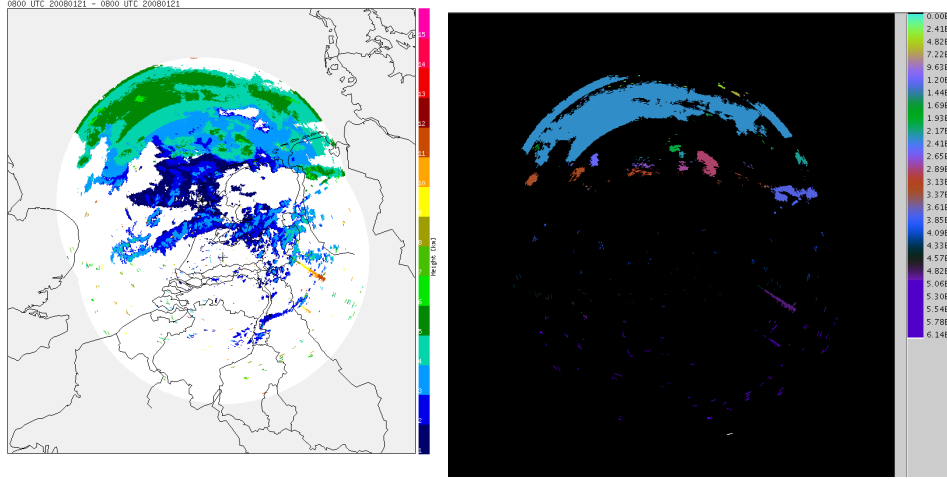 0800 UTC 20080121 - 0800 UTC 20080121
15
14
13
12
11
10
9
8
7
6
5
4
3
2
1
Height [km]
0.00E
2.41E
4.82E
7.22E
9.63E
1.20E
1.44E
1.69E
1.93E
2.17E
2.41E
2.65E
2.89E
3.13E
3.37E
3.61E
3.85E
4.09E
4.33E
4.57E
4.82E
5.06E
5.30E
5.54E
5.78E
6.14E